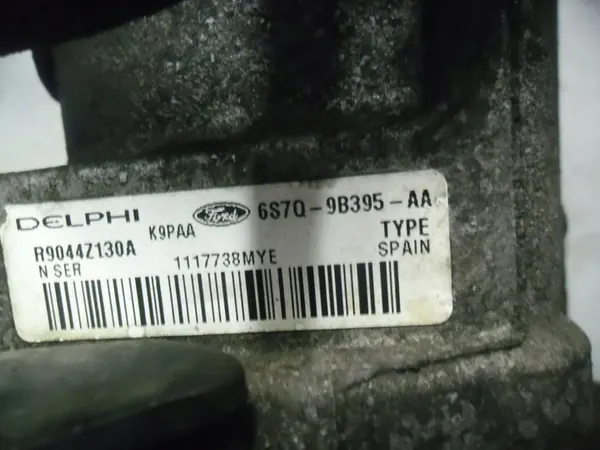 DELPHI K9PAA Ford 6S7Q-9B395-AA
R9044Z130A TYPE
N SER 1117738MYE SPAIN